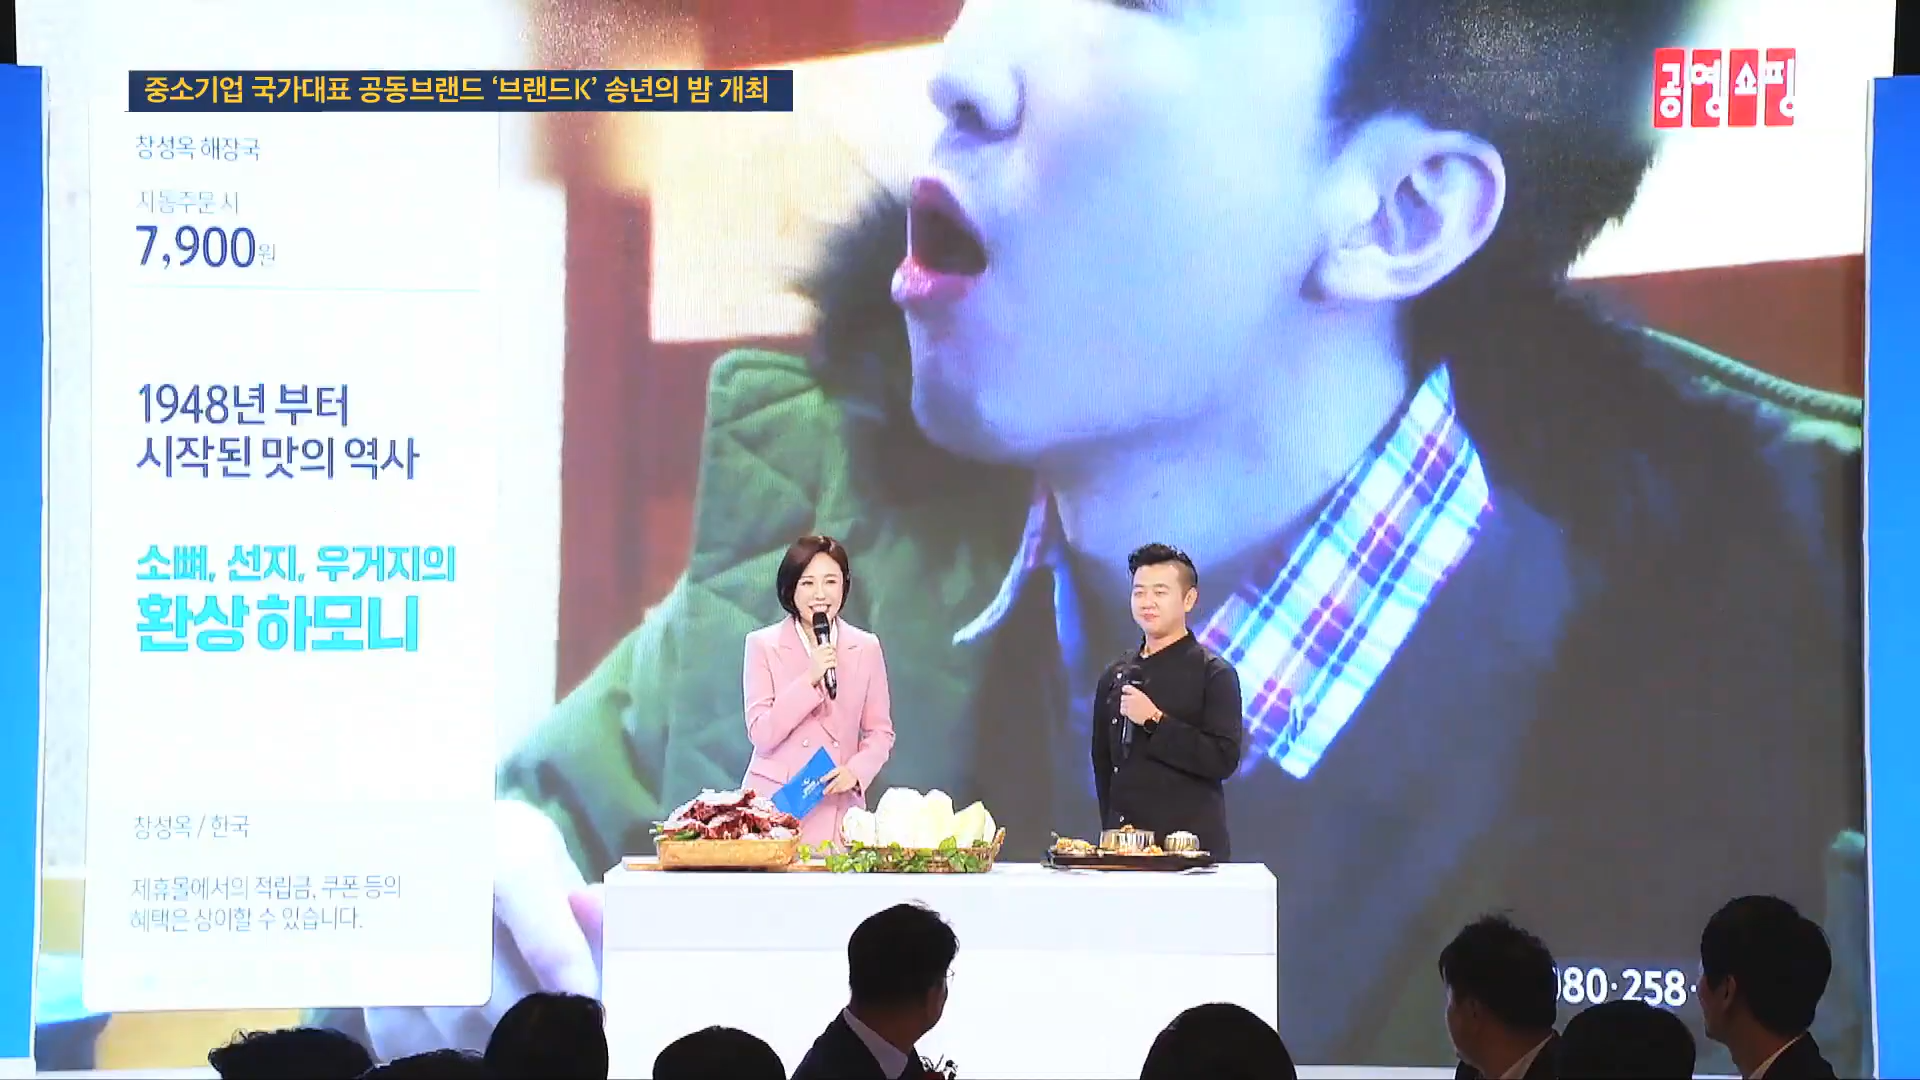 중소기업 국가대표 공동브랜드 ‘브랜드K’ 송년의 밤 개최
공영쇼핑
창성옥 해장국
자동주문 시
7,900원
1948년 부터
시작된 맛의 역사
소뼈, 선지, 우거지의
환상 하모니
창성옥 / 한국
제휴몰에서의 적립금, 쿠폰 등의
혜택은 상이할 수 있습니다.
080·258·